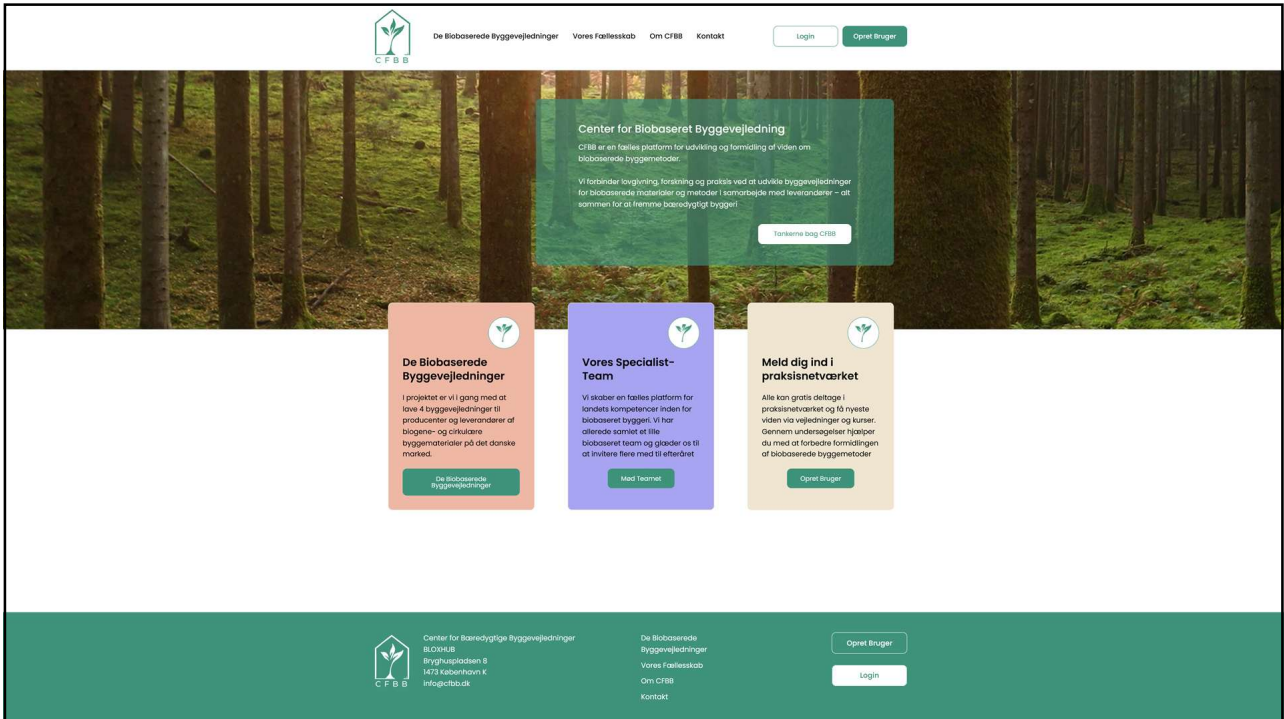 CFBB
De Biobaserede Byggevejledninger
Vores Fællesskab
Om CFBB
Kontakt
Login
Opret Bruger
Center for Biobaseret Byggevejledning
CFBB er en fælles platform for udvikling og formidling af viden om
biobaserede byggemetoder.
Vi forbinder lovgivning, forskning og praksis ved at udvikle byggevejledninger
for biobaserede materialer og metoder i samarbejde med leverandører – alt
sammen for at fremme bæredygtigt byggeri
Tankerne bag CFBB
De Biobaserede
Byggevejledninger
I projektet er vi i gang med at
lave 4 byggevejledninger til
producenter og leverandører af
biogene- og cirkulære
byggematerialer på det danske
marked.
De Biobaserede
Byggevejledninger
Vores Specialist-
Team
Vi skaber en fælles platform for
landets kompetencer inden for
biobaseret byggeri. Vi har
allerede samlet et lille
biobaseret team og glæder os til
at invitere flere med til efteråret
Mød Teamet
Meld dig ind i
praksisnetværket
Alle kan gratis deltage i
praksisnetværket og få nyeste
viden via vejledninger og kurser.
Gennem undersøgelser hjælper
du med at forbedre formidlingen
af biobaserede byggemetoder
Opret Bruger
CFBB
Center for Bæredygtige Byggevejledninger
BLOXHUB
Bryghuspladsen 8
1473 København K
info@cfbb.dk
De Biobaserede
Byggevejledninger
Vores Fællesskab
Om CFBB
Kontakt
Opret Bruger
Login